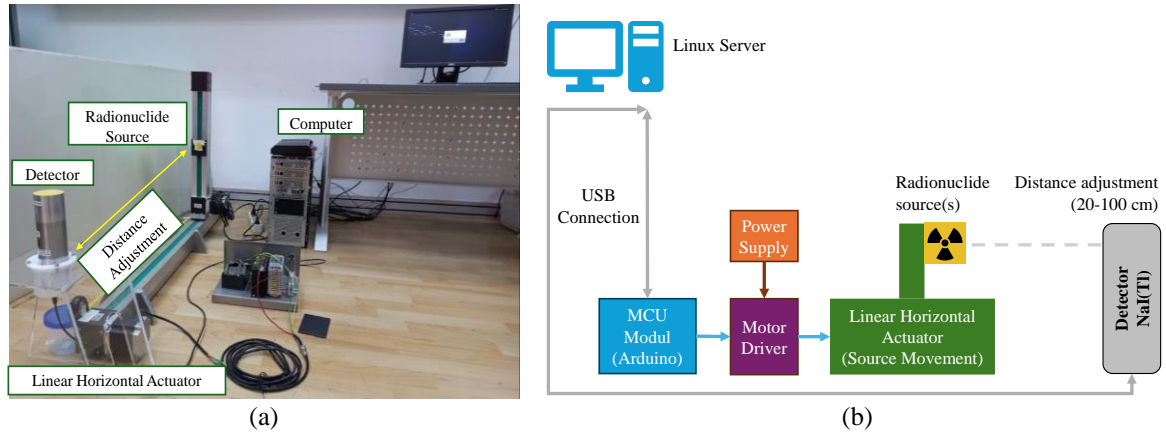 Radionuclide
Source
Computer
Detector
Distance
Adjustment
Linear Horizontal Actuator
(a)
Linux Server
USB
Connection
Radionuclide
source(s)
Distance adjustment
(20-100 cm)
Power
Supply
MCU
Modul
(Arduino)
Motor
Driver
Linear Horizontal
Actuator
(Source Movement)
Detector
NaI(Tl)
(b)